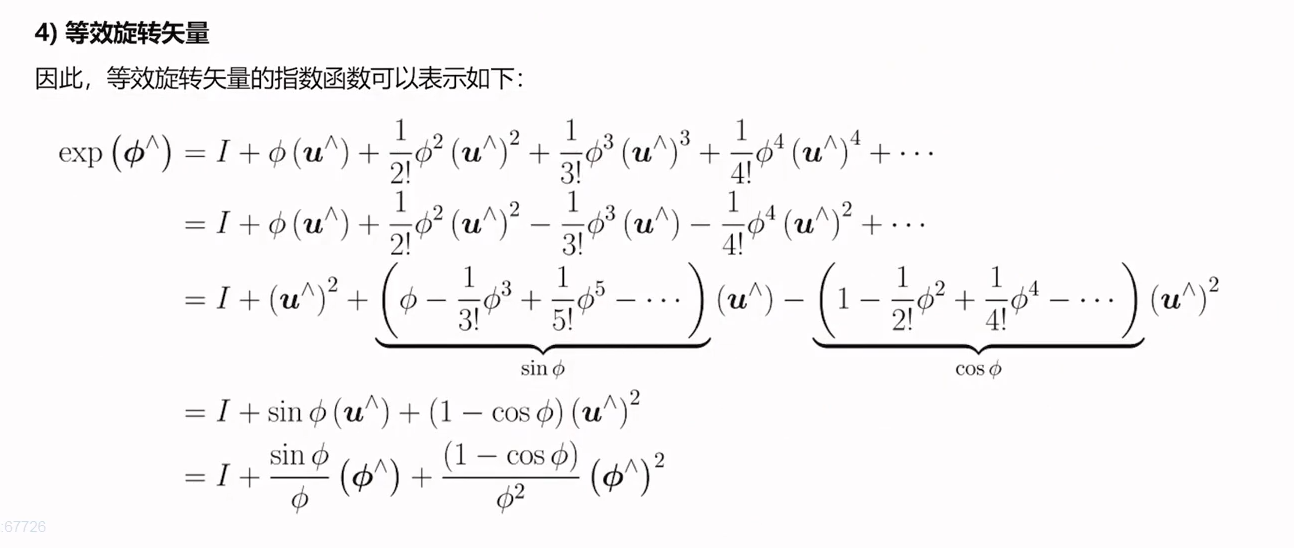 4) 等效旋转矢量
因此，等效旋转矢量的指数函数可以表示如下：
exp (ϕ^) = I + ϕ (u^) + 1/2! ϕ² (u^)² + 1/3! ϕ³ (u^)³ + 1/4! ϕ⁴ (u^)⁴ + ⋯
= I + ϕ (u^) + 1/2! ϕ² (u^)² − 1/3! ϕ³ (u^) − 1/4! ϕ⁴ (u^)² + ⋯
= I + (u^)² + (ϕ − 1/3! ϕ³ + 1/5! ϕ⁵ − ⋯) (u^) − (1 − 1/2! ϕ² + 1/4! ϕ⁴ − ⋯) (u^)²
sin ϕ cos ϕ
= I + sin ϕ (u^) + (1 − cos ϕ) (u^)²
= I + sin ϕ/ϕ (ϕ^) + (1 − cos ϕ)/ϕ² (ϕ^)²
:67726